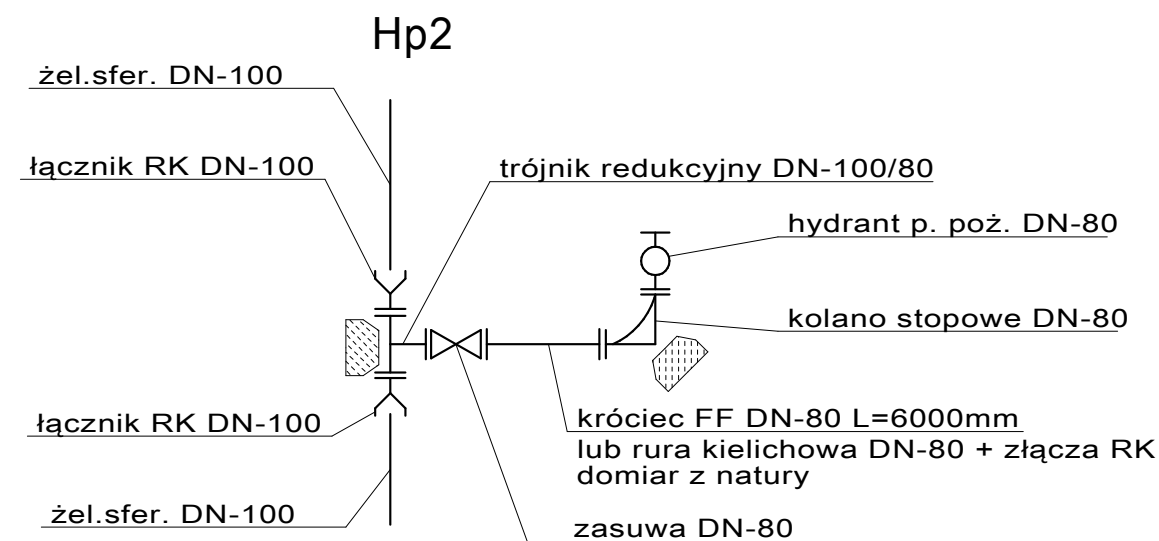 Hp2
żel.sfer. DN-100
łącznik RK DN-100
trójnik redukcyjny DN-100/80
hydrant p. poż. DN-80
kolano stopowe DN-80
łącznik RK DN-100
króciec FF DN-80 L=6000mm
lub rura kielichowa DN-80 + złącza RK
domiar z natury
żel.sfer. DN-100
zasuwa DN-80